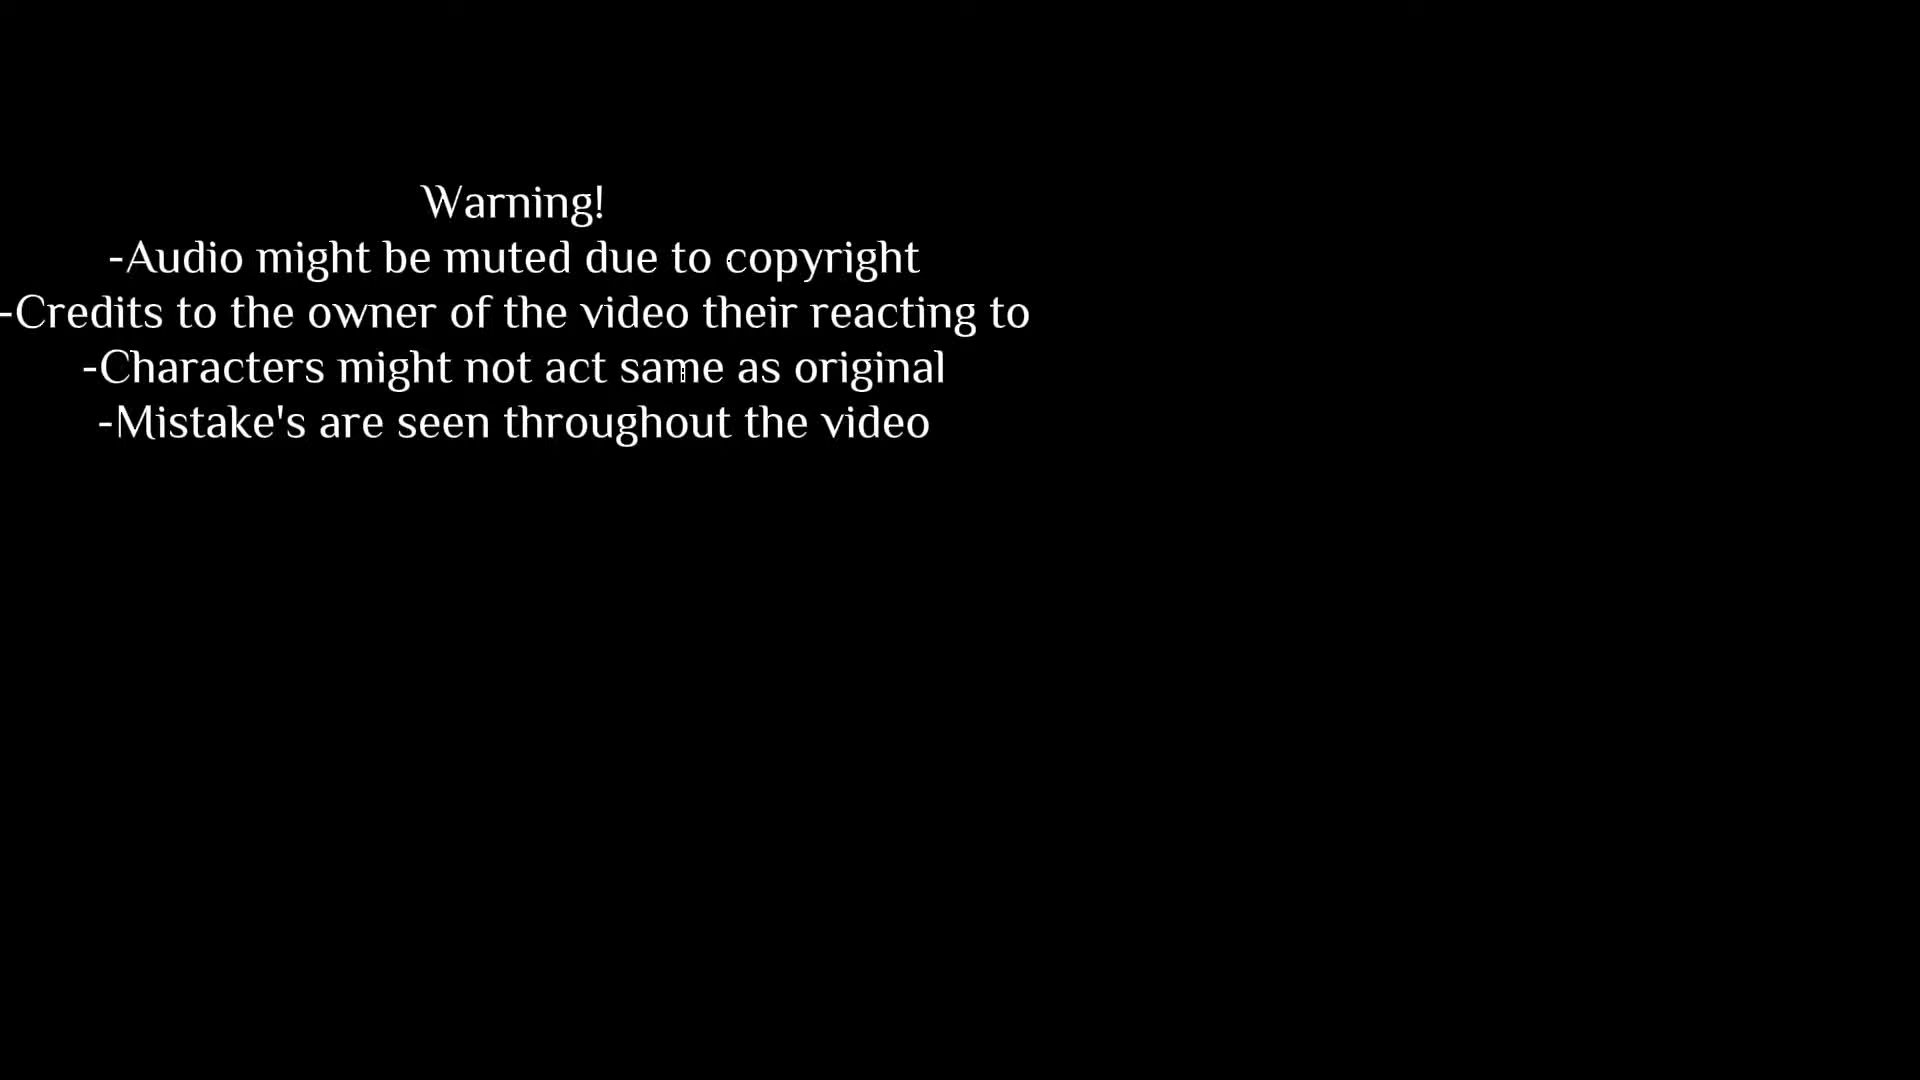 Warning!
-Audio might be muted due to copyright
-Credits to the owner of the video their reacting to
-Characters might not act same as original
-Mistake's are seen throughout the video